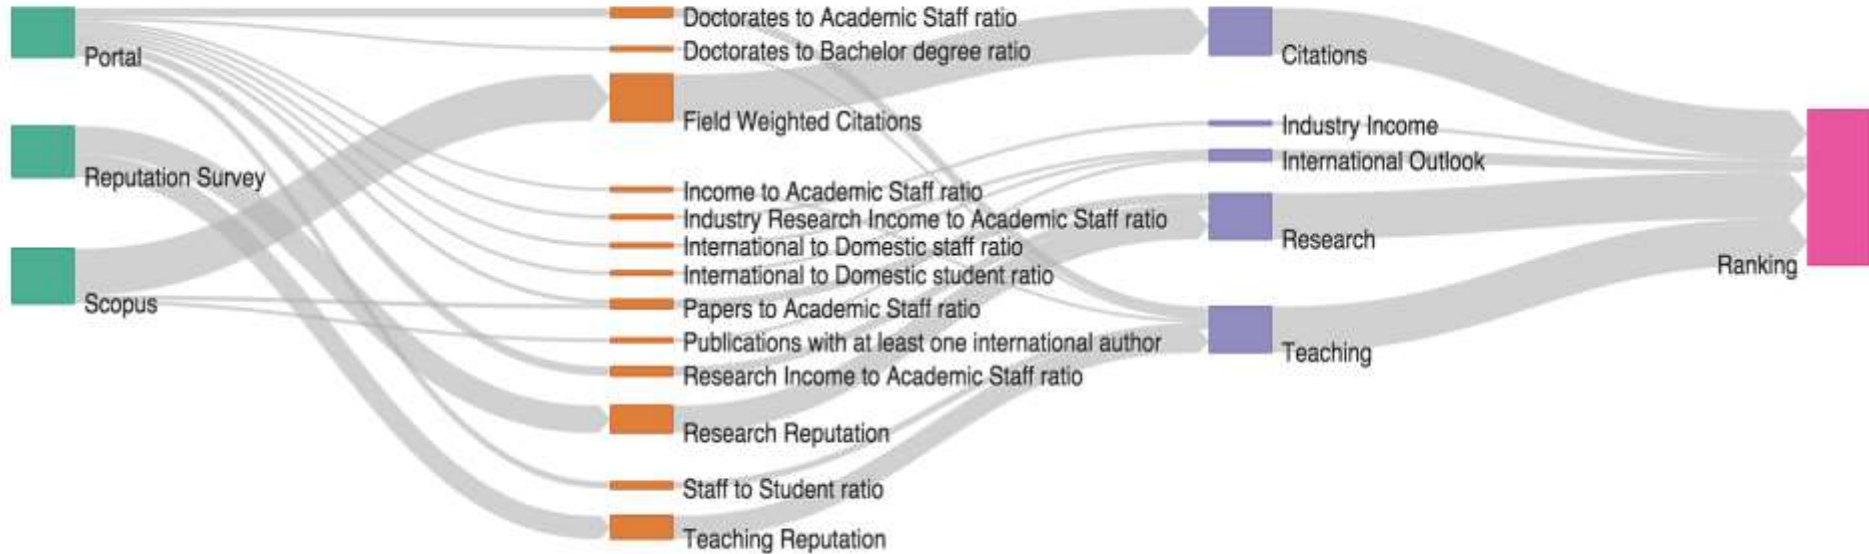 Portal
Reputation Survey
Scopus
Doctorates to Academic Staff ratio
Doctorates to Bachelor degree ratio
Field Weighted Citations
Income to Academic Staff ratio
Industry Research Income to Academic Staff ratio
International to Domestic staff ratio
International to Domestic student ratio
Papers to Academic Staff ratio
Publications with at least one international author
Research Income to Academic Staff ratio
Research Reputation
Staff to Student ratio
Teaching Reputation
Citations
Industry Income
International Outlook
Research
Teaching
Ranking